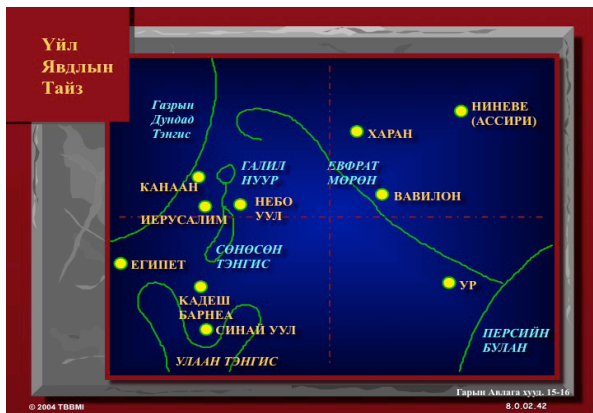 Үйл
Явдлын
Тайз
Газрын
Дундад
Тэнгис
НИНЕВЕ
(АССИРИ)
ХАРАН
ГАЛИЛ
НУУР
ЕВФРАТ
МӨРӨН
КАНААН
НЕБО
УУЛ
ВАВИЛОН
ИЕРУСАЛИМ
СӨНӨСӨН
ТЭНГИС
ЕГИПЕТ
УР
КАДЕШ
БАРНЕА
СИНАЙ УУЛ
ПЕРСИЙН
БУЛАН
УЛААН ТЭНГИС
Гарын Авлага хууд. 15-16
© 2004 TBBMI
8.0.02.42